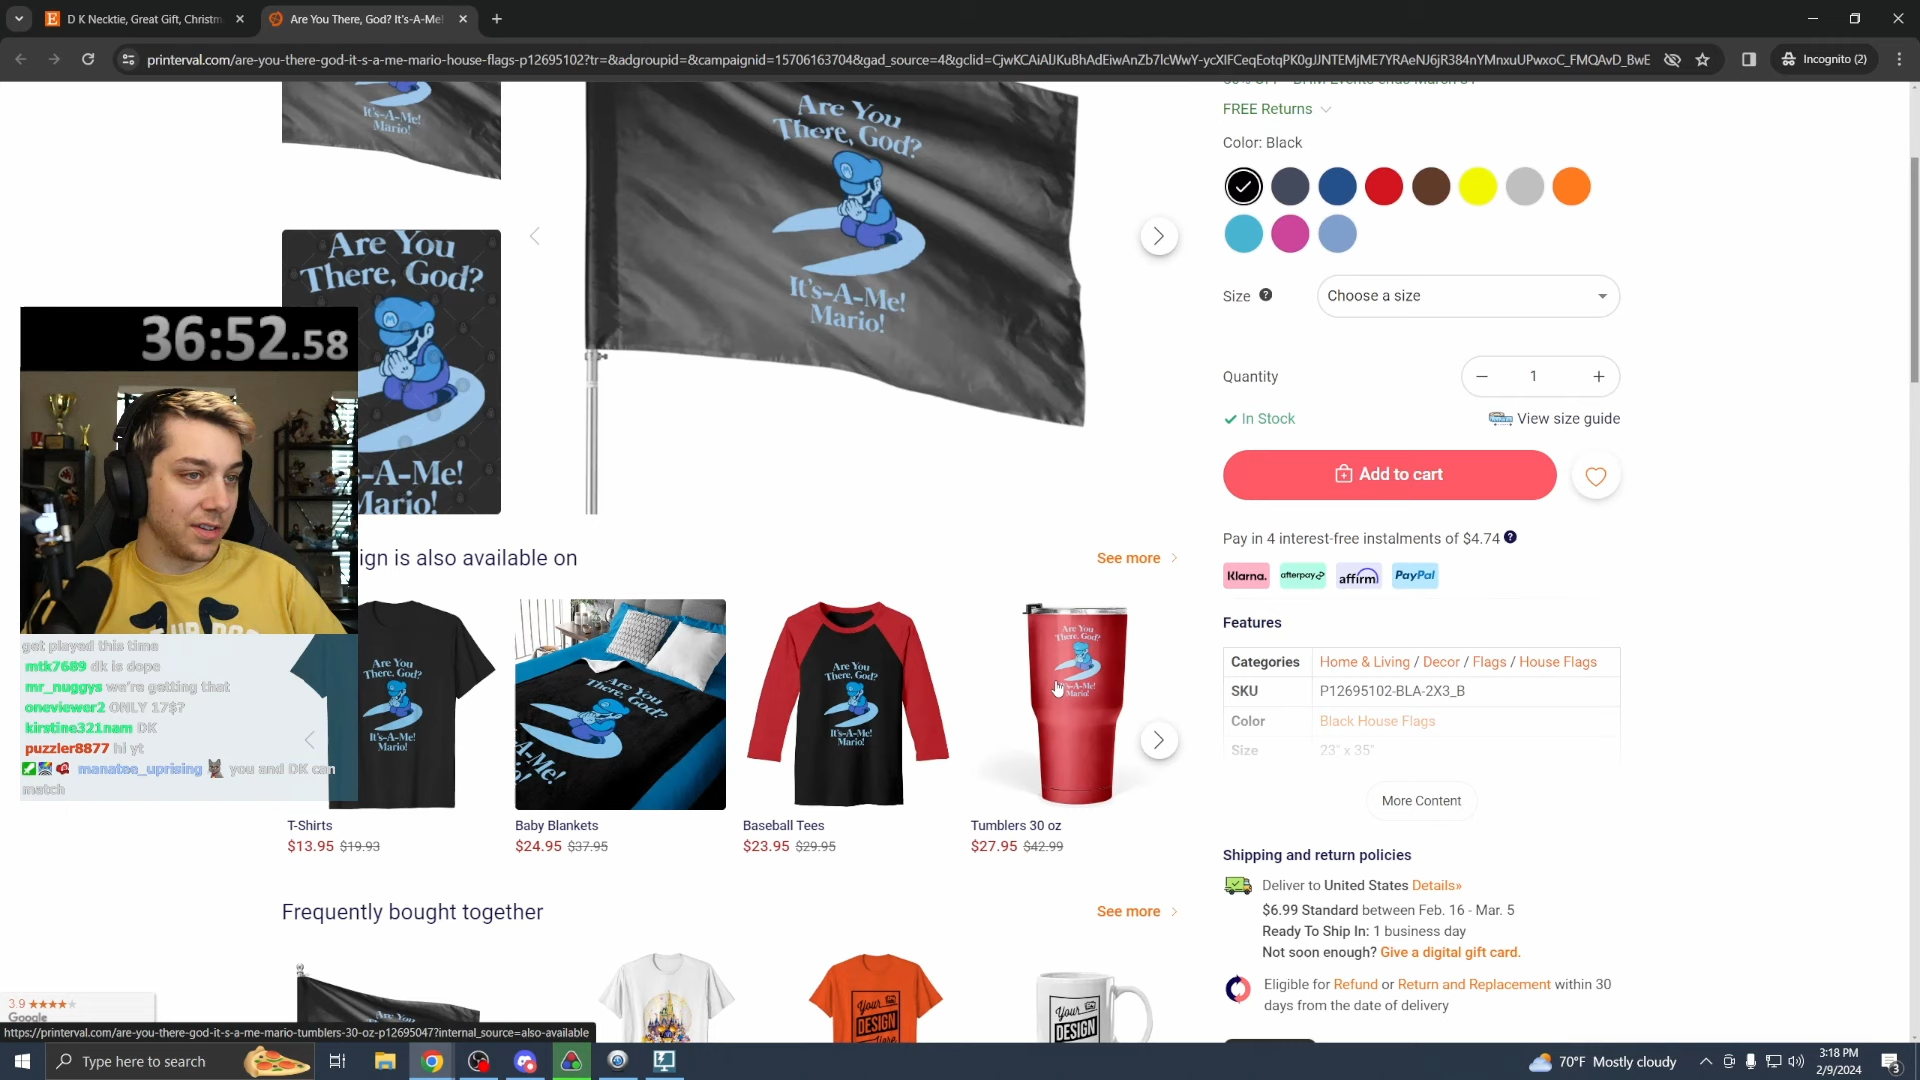 D K Necktie, Great Gift, Christm
Are You There, God? It's-A-Me!
printerval.com/are-you-there-god-it-s-a-me-mario-house-flags-p12695102?tr=&adgroupid=&campaignid=15706163704&gad_source=4&gclid=CjwKCAiAlJKuBhAdEiwAnZb7lcWwY-ycXIFCeqEotqPK0gJJNTEMjME7YRAeNJ6jR384nYMnxuUPwxoC_FMQAvD_BwE
Incognito (2)
It's-A-Me!
Mario!
Are You
There, God?
It's-A-Me!
Mario!
Are You
There, God?
-A-Me!
Mario!
FREE Returns
Color: Black
Size
Choose a size
Quantity
1
In Stock
View size guide
Add to cart
Pay in 4 interest-free instalments of $4.74
Klarna.
afterpay
affirm
PayPal
Features
Categories Home & Living / Decor / Flags / House Flags
SKU P12695102-BLA-2X3_B
Color Black House Flags
Size 23" x 35"
More Content
Shipping and return policies
Deliver to United States Details»
$6.99 Standard between Feb. 16 - Mar. 5
Ready To Ship In: 1 business day
Not soon enough? Give a digital gift card.
Eligible for Refund or Return and Replacement within 30
days from the date of delivery
36:52.58
get played this time
mtk7689 dk is dope
mr_nuggys we're getting that
oneviewer2 ONLY 17$?
kirstine321nam DK
puzzler8877 hi yt
manatee_uprising you and DK can
match
ign is also available on
See more
Are You
There, God?
It's-A-Me!
Mario!
Are You
There, God?
It's-A-Me!
Are You
There, God?
It's-A-Me!
Mario!
Are You
There, God?
Mario!
T-Shirts
$13.95 $19.93
Baby Blankets
$24.95 $37.95
Baseball Tees
$23.95 $29.95
Tumblers 30 oz
$27.95 $42.99
Frequently bought together
See more
Your
DESIGN
Here
Your
DESIGN
3.9
Google
https://printerval.com/are-you-there-god-it-s-a-me-mario-tumblers-30-oz-p12695047?internal_source=also-available
Type here to search
70°F Mostly cloudy
3:18 PM
2/9/2024
3